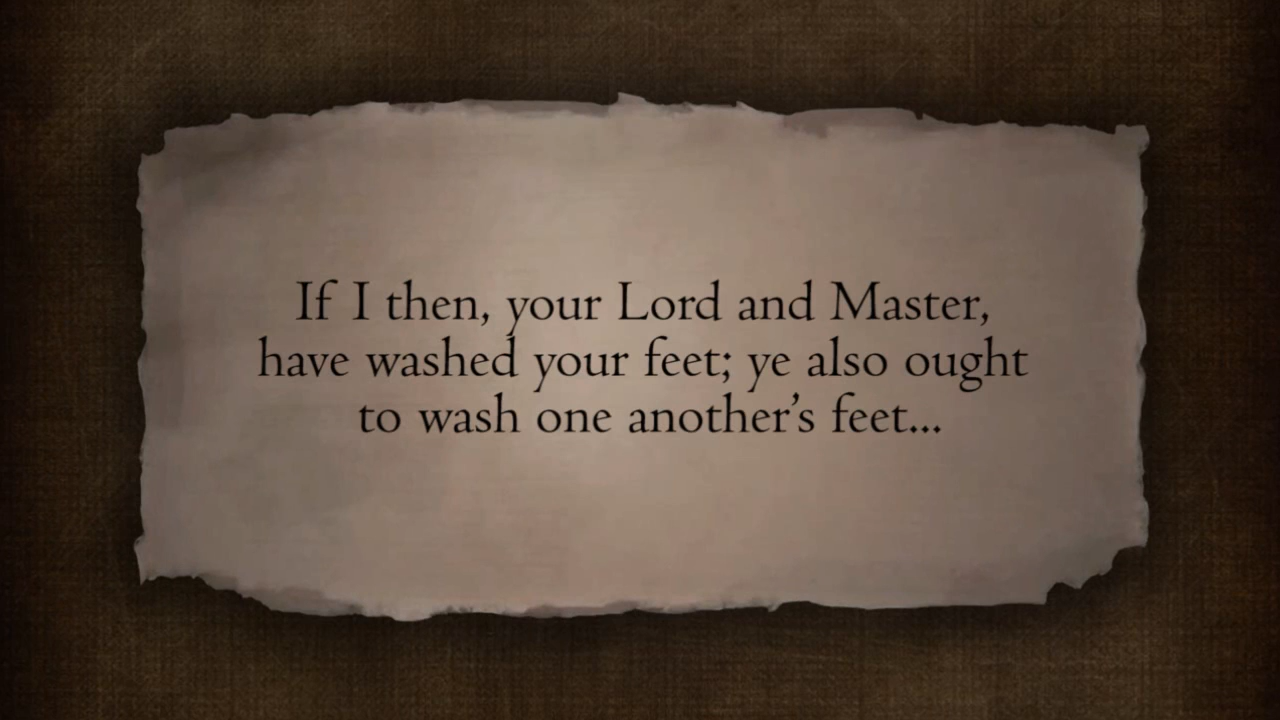 If I then, your Lord and Master,
have washed your feet; ye also ought
to wash one another’s feet...